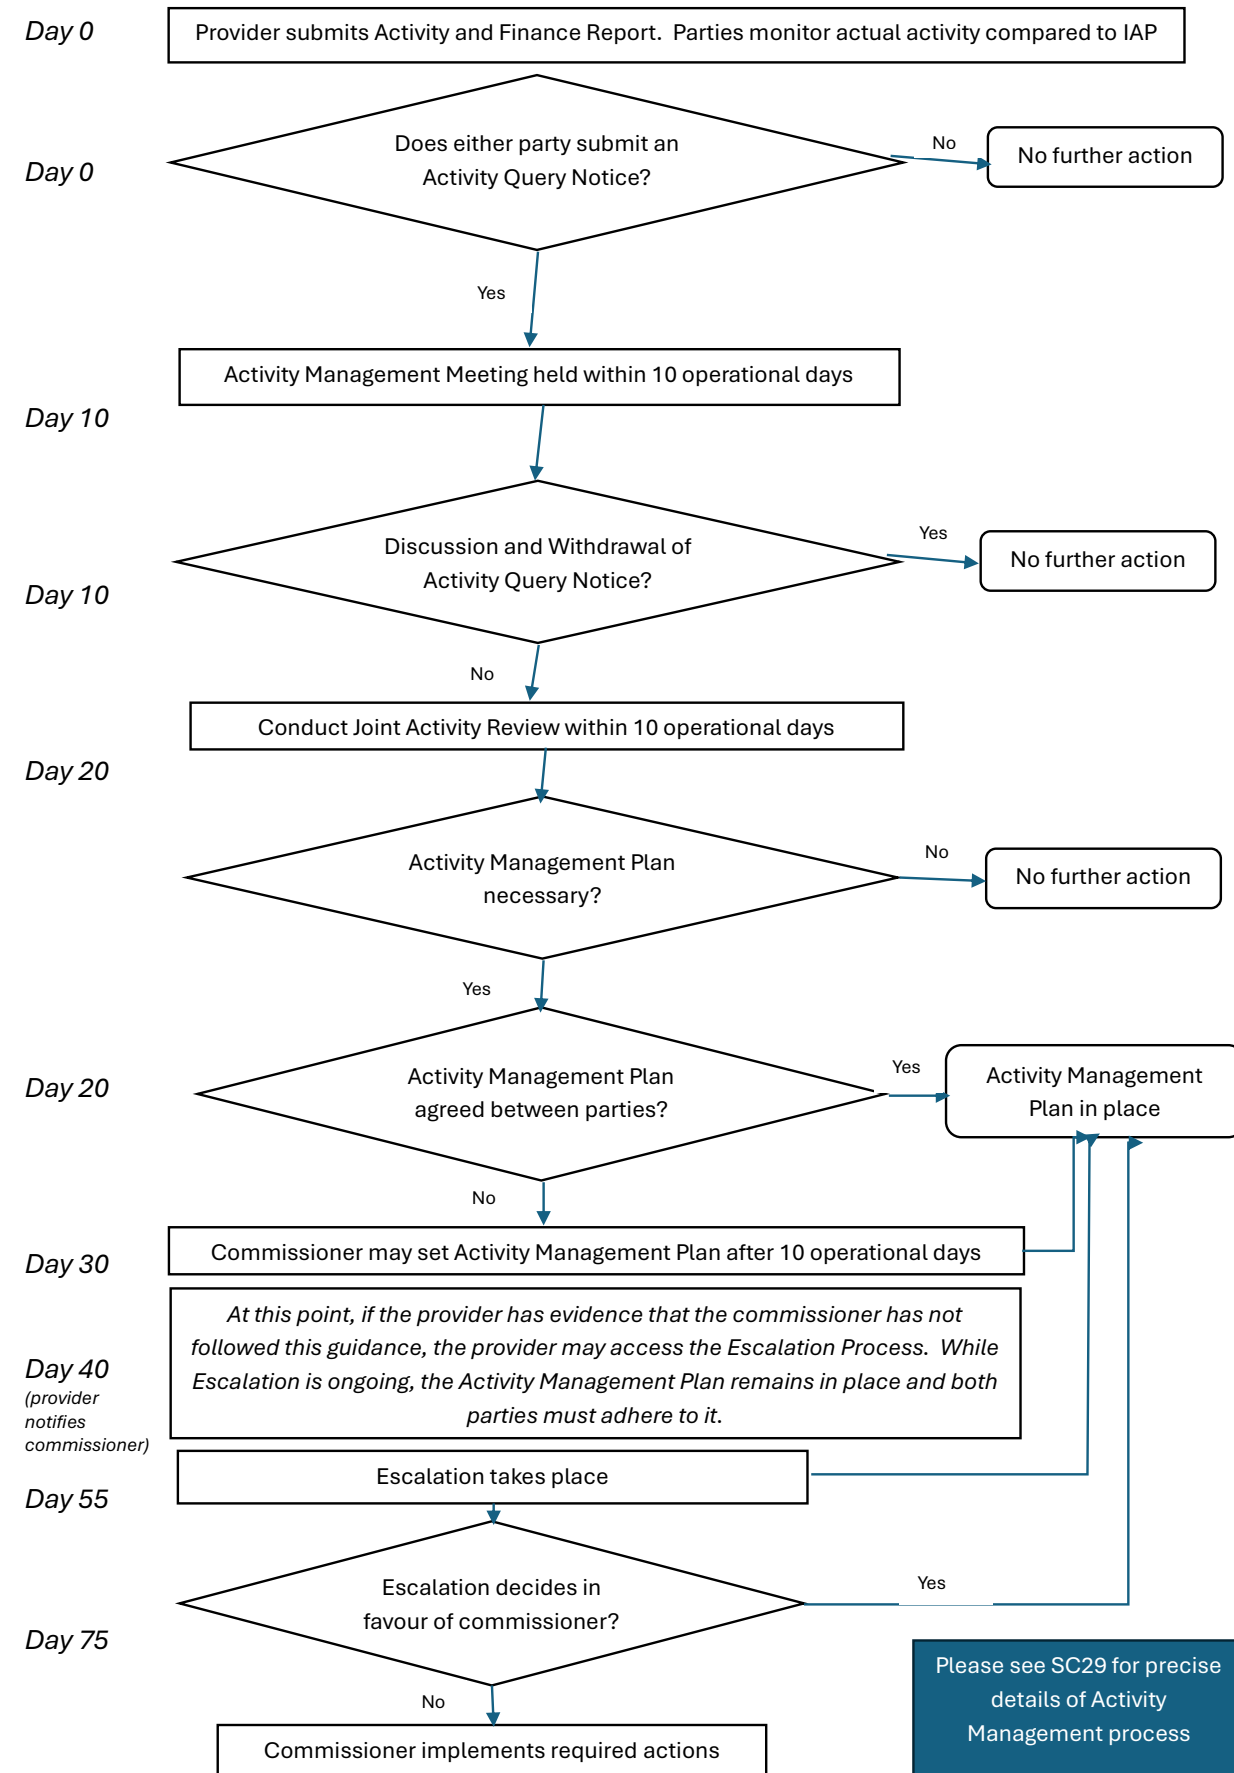 Day 0
Provider submits Activity and Finance Report.  Parties monitor actual activity compared to IAP
Day 0
Does either party submit an
Activity Query Notice?
No
No further action
Yes
Activity Management Meeting held within 10 operational days
Day 10
Discussion and Withdrawal of
Activity Query Notice?
Yes
No further action
Day 10
No
Conduct Joint Activity Review within 10 operational days
Day 20
Activity Management Plan
necessary?
No
No further action
Yes
Day 20
Activity Management Plan
agreed between parties?
Yes
Activity Management
Plan in place
No
Commissioner may set Activity Management Plan after 10 operational days
Day 30
At this point, if the provider has evidence that the commissioner has not
followed this guidance, the provider may access the Escalation Process.  While
Escalation is ongoing, the Activity Management Plan remains in place and both
parties must adhere to it.
Day 40
(provider
notifies
commissioner)
Escalation takes place
Day 55
Escalation decides in
favour of commissioner?
Yes
Day 75
No
Commissioner implements required actions
Please see SC29 for precise
details of Activity
Management process